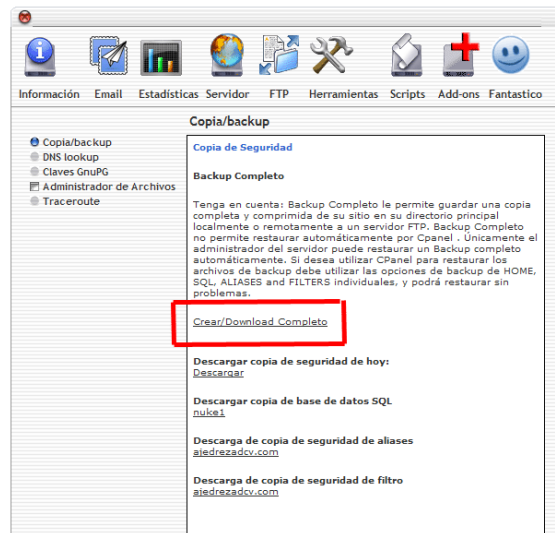 Información Email Estadísticas Servidor FTP Herramientas Scripts Add-ons Fantastico
Copia/backup
Copia/backup
DNS lookup
Claves GnuPG
Administrador de Archivos
Traceroute
Copia de Seguridad
Backup Completo
Tenga en cuenta: Backup Completo le permite guardar una copia
completa y comprimida de su sitio en su directorio principal
localmente o remotamente a un servidor FTP. Backup Completo
no permite restaurar automáticamente por Cpanel . Únicamente el
administrador del servidor puede restaurar un Backup completo
automáticamente. Si desea utilizar CPanel para restaurar los
archivos de backup debe utilizar las opciones de backup de HOME,
SQL, ALIASES and FILTERS individuales, y podrá restaurar sin
problemas.
Crear/Download Completo
Descargar copia de seguridad de hoy:
Descargar
Descargar copia de base de datos SQL
nuke1
Descarga de copia de seguridad de aliases
ajedrezadcv.com
Descarga de copia de seguridad de filtro
ajedrezadcv.com